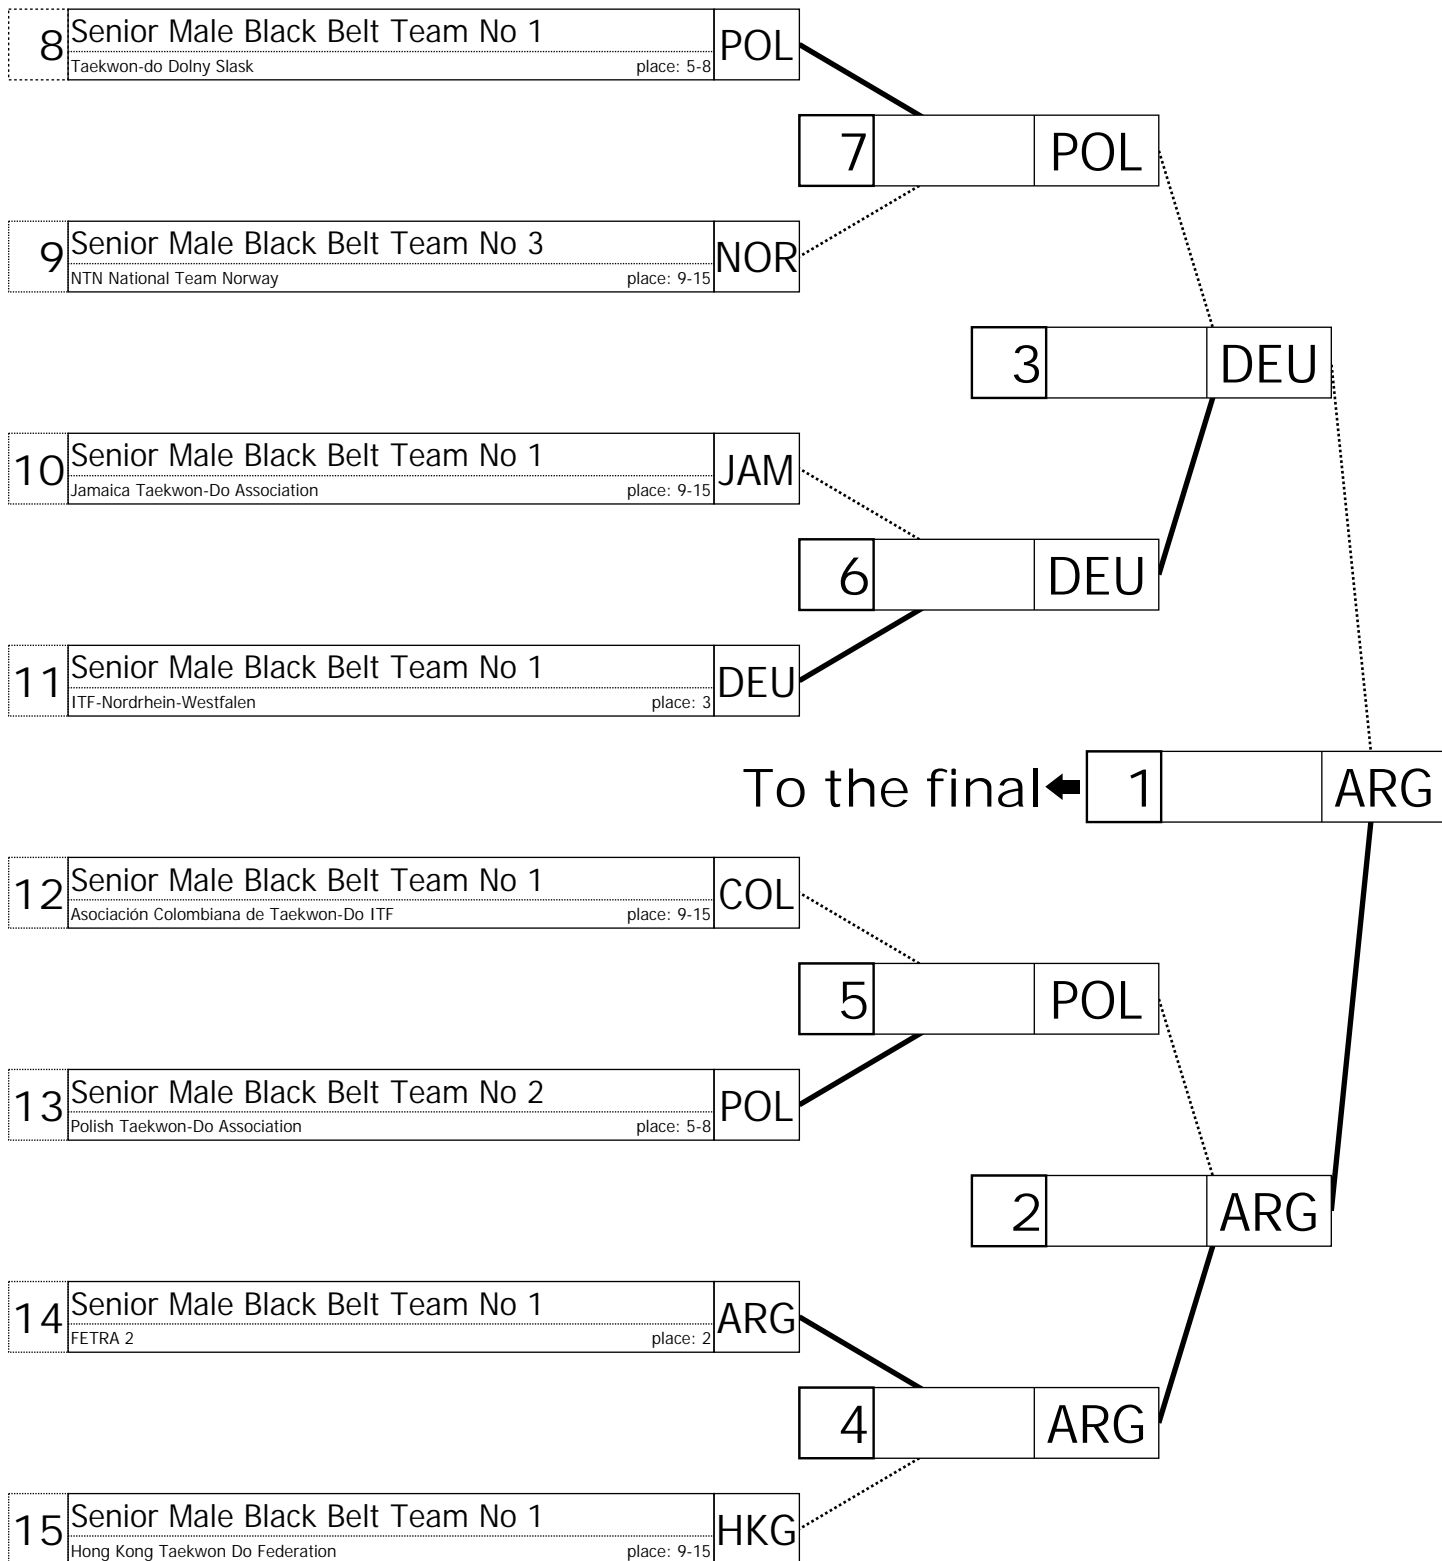 8 Senior Male Black Belt Team No 1 POL
Taekwon-do Dolny Slask place: 5-8
7 POL
9 Senior Male Black Belt Team No 3 NOR
NTN National Team Norway place: 9-15
3 DEU
10 Senior Male Black Belt Team No 1 JAM
Jamaica Taekwon-Do Association place: 9-15
6 DEU
11 Senior Male Black Belt Team No 1 DEU
ITF-Nordrhein-Westfalen place: 3
To the final 1 ARG
12 Senior Male Black Belt Team No 1 COL
Asociación Colombiana de Taekwon-Do ITF place: 9-15
5 POL
13 Senior Male Black Belt Team No 2 POL
Polish Taekwon-Do Association place: 5-8
2 ARG
14 Senior Male Black Belt Team No 1 ARG
FETRA 2 place: 2
4 ARG
15 Senior Male Black Belt Team No 1 HKG
Hong Kong Taekwon Do Federation place: 9-15